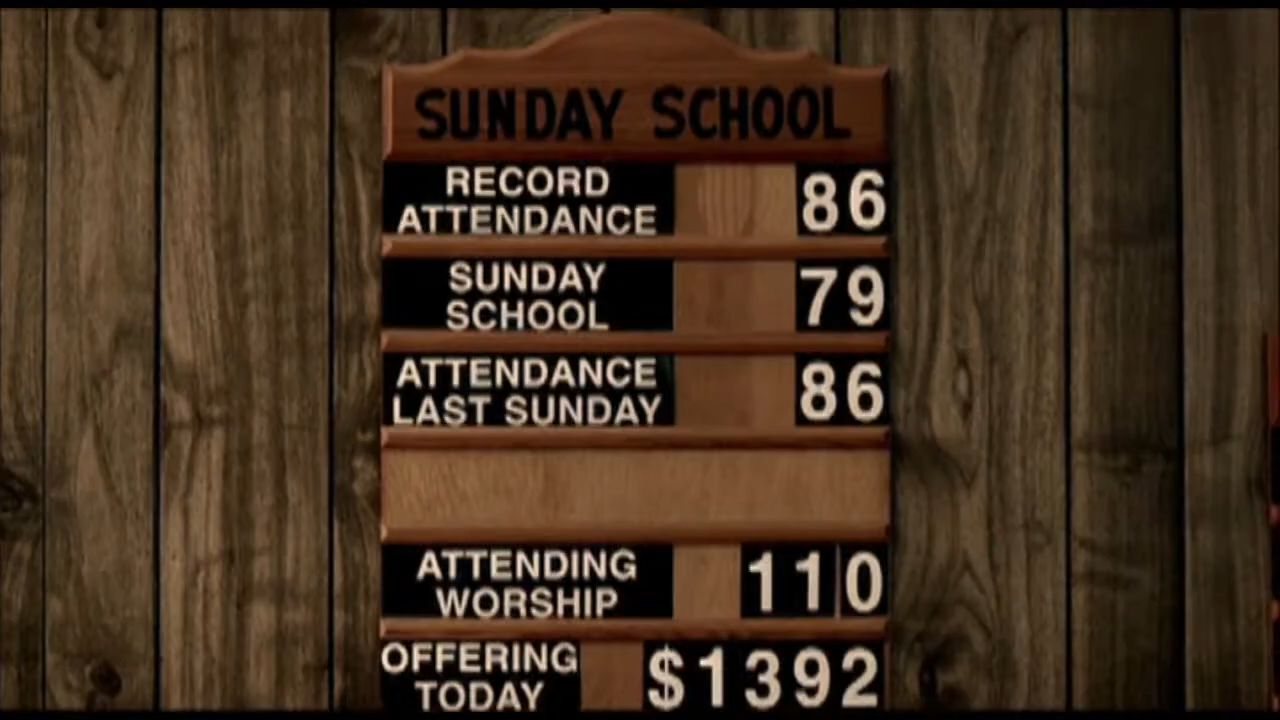 SUNDAY SCHOOL
RECORD
ATTENDANCE
86
SUNDAY
SCHOOL
79
ATTENDANCE
LAST SUNDAY
86
ATTENDING
WORSHIP
110
OFFERING
TODAY
$1392